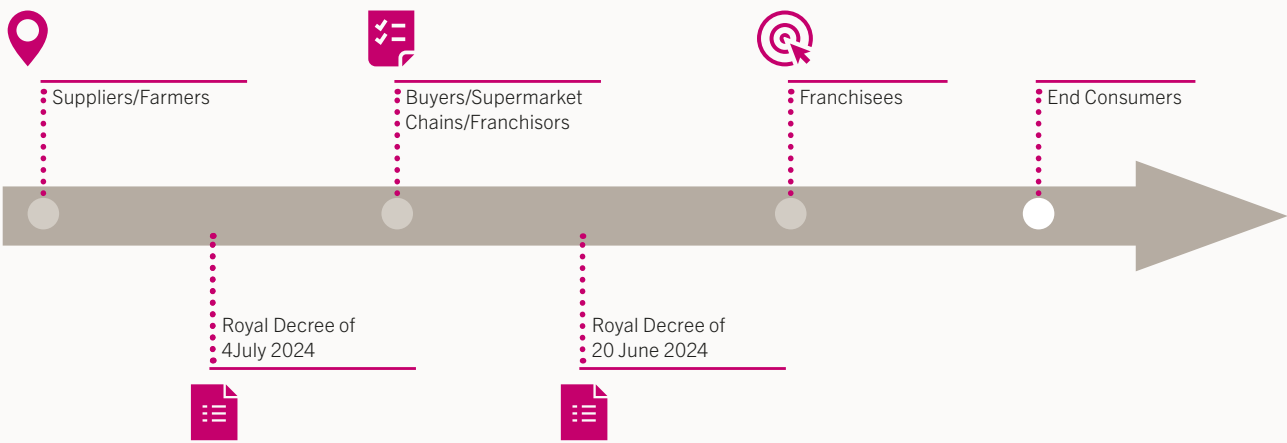 Suppliers/Farmers
Buyers/Supermarket
Chains/Franchisors
Franchisees
End Consumers
Royal Decree of
4July 2024
Royal Decree of
20 June 2024